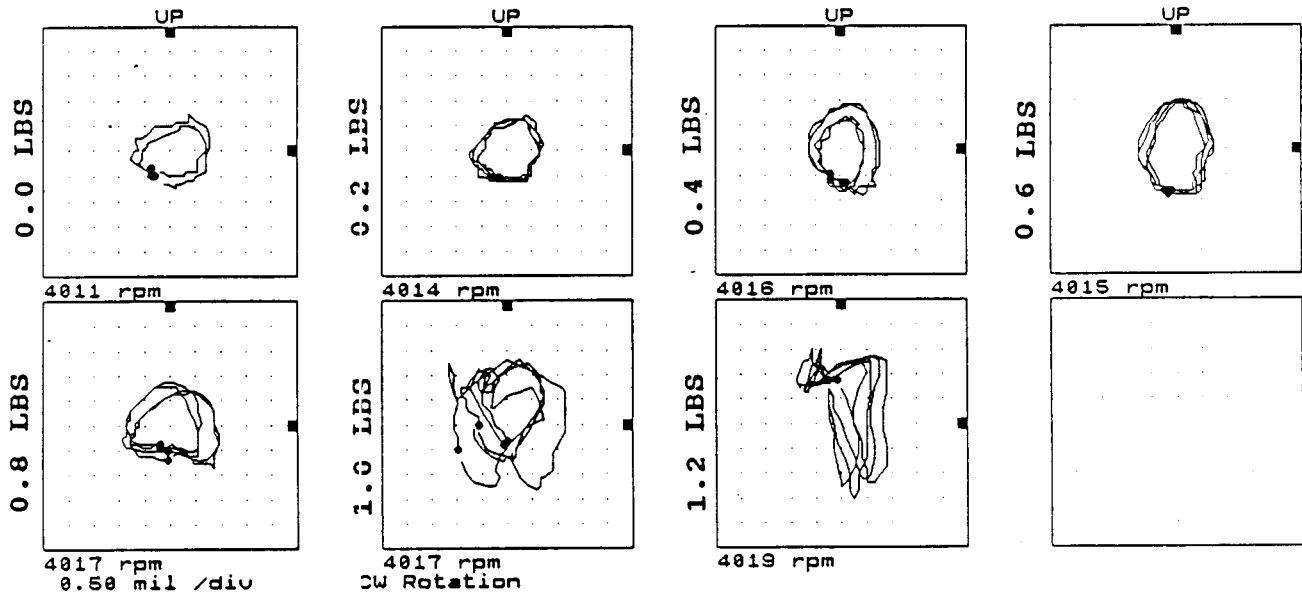 UP UP UP
0.0 LBS 0.2 LBS 0.4 LBS 0.6 LBS
4011 rpm 4014 rpm 4016 rpm 4015 rpm
0.8 LBS 1.0 LBS 1.2 LBS
4017 rpm 4017 rpm 4019 rpm
0.50 mil /div CW Rotation